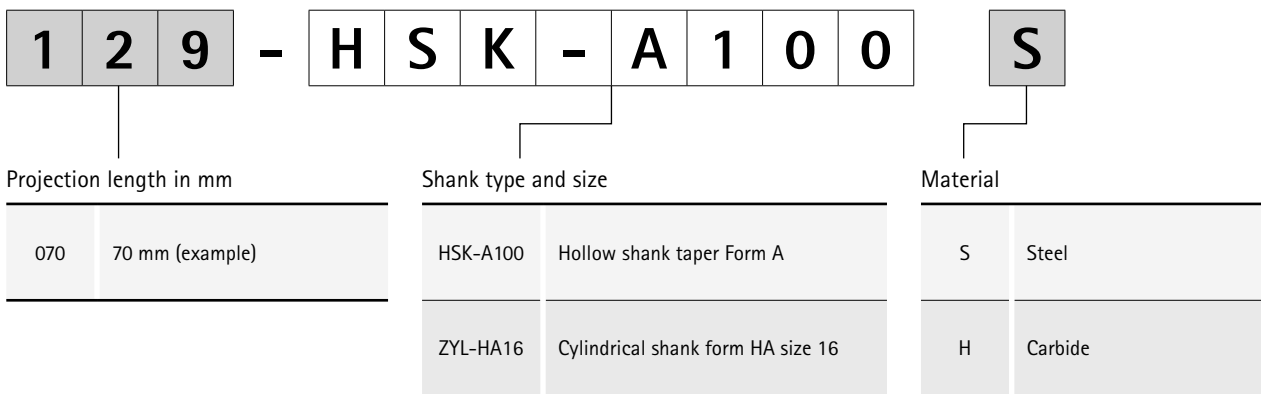 129-HSK-A100 S
Projection length in mm
070 70 mm (example)
Shank type and size
HSK-A100 Hollow shank taper Form A
ZYL-HA16 Cylindrical shank form HA size 16
Material
S Steel
H Carbide